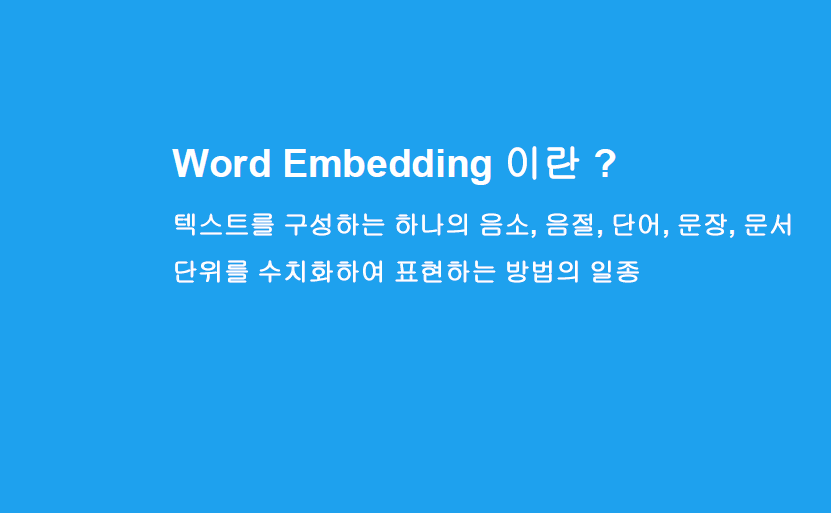 Word Embedding 이란 ?
텍스트를 구성하는 하나의 음소, 음절, 단어, 문장, 문서
단위를 수치화하여 표현하는 방법의 일종